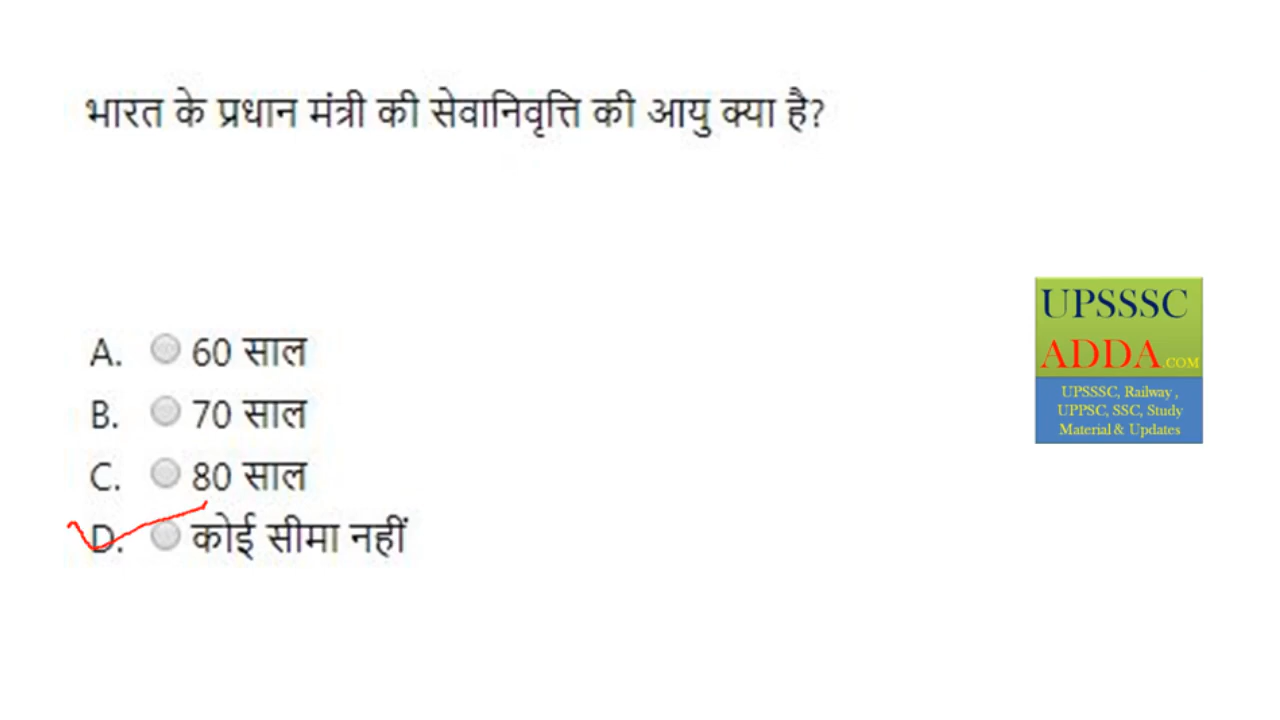 भारत के प्रधान मंत्री की सेवानिवृत्ति की आयु क्या है?
A. 60 साल
B. 70 साल
C. 80 साल
D. कोई सीमा नहीं
UPSSSC
ADDA.COM
UPSSSC, Railway ,
UPPSC, SSC, Study
Material & Updates